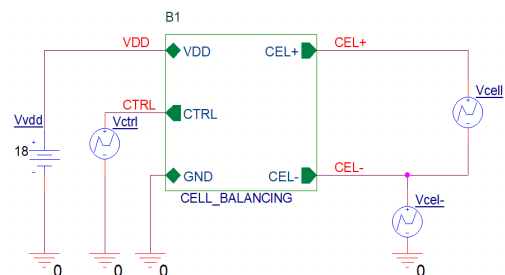 B1
VDD
VDD
CEL+
CEL+
Vcell
CTRL
CTRL
Vvdd
18
Vctrl
GND
CEL-
CEL-
CELL_BALANCING
Vcel-
0
0
0
0